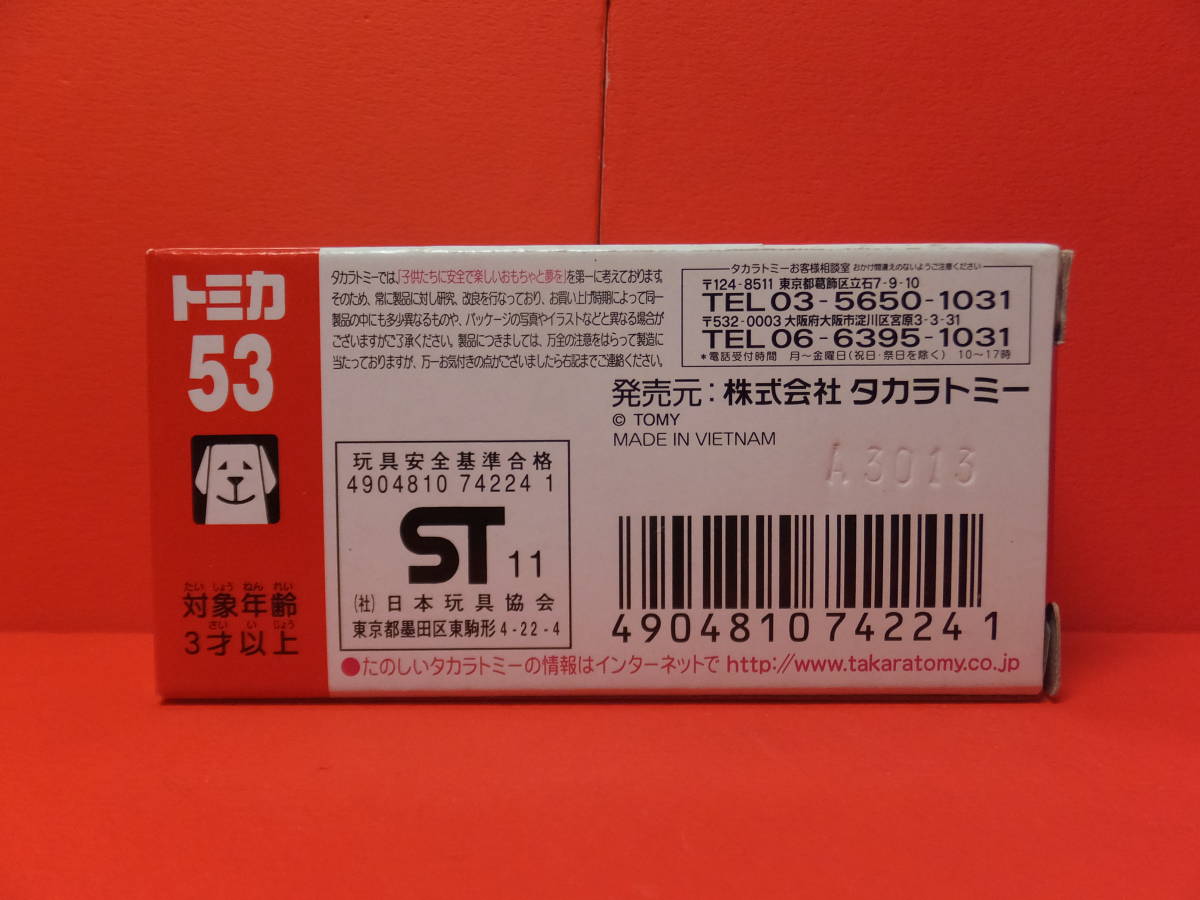 トミカ
53
たいしょうねんれい
対象年齢
さいいじょう
3才以上
タカラトミーでは、「子供たちに安全で楽しいおもちゃと夢を」を第一に考えております。
そのため、常に製品に対し研究、改良を行なっており、お買い上げ時期によって同一
製品の中にも多少異なるものや、パッケージの写真やイラストなどと異なる場合が
ございますがご了承ください。製品につきましては、万全の注意をはらって製造に
当たっておりますが、万一お気付きの点がございましたら右記までご連絡ください。
タカラトミーお客様相談室 おかけ間違えのないようご注意ください
〒124-8511 東京都葛飾区立石7-9-10
TEL 03-5650-1031
〒532-0003 大阪府大阪市淀川区宮原3-3-31
TEL 06-6395-1031
*電話受付時間 月〜金曜日(祝日・祭日を除く) 10〜17時
発売元:株式会社 タカラトミー
© TOMY
MADE IN VIETNAM
A3013
玩具安全基準合格
4904810 74224 1
ST 11
(社)日本玩具協会
東京都墨田区東駒形4-22-4
4904810742241
●たのしいタカラトミーの情報はインターネットで http://www.takaratomy.co.jp